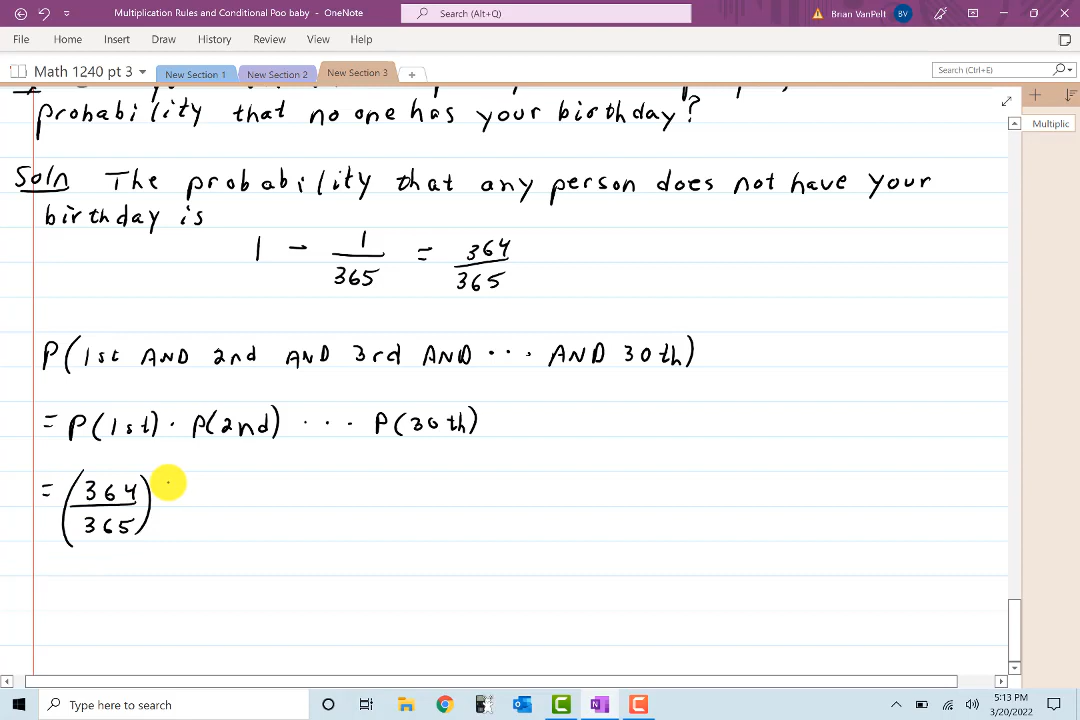 Multiplication Rules and Conditional Poo baby - OneNote
Search (Alt+Q)
Brian VanPelt
BV
File Home Insert Draw History Review View Help
Math 1240 pt 3
New Section 1
New Section 2
New Section 3
+
Search (Ctrl+E)
Multiplic
probability that no one has your birthday?
Soln The probability that any person does not have your
birthday is
1 - 1/365 = 364/365
P(1st AND 2nd AND 3rd AND ... AND 30th)
= P(1st) · P(2nd) ... P(30th)
= (364/365)
Type here to search
5:13 PM
3/20/2022